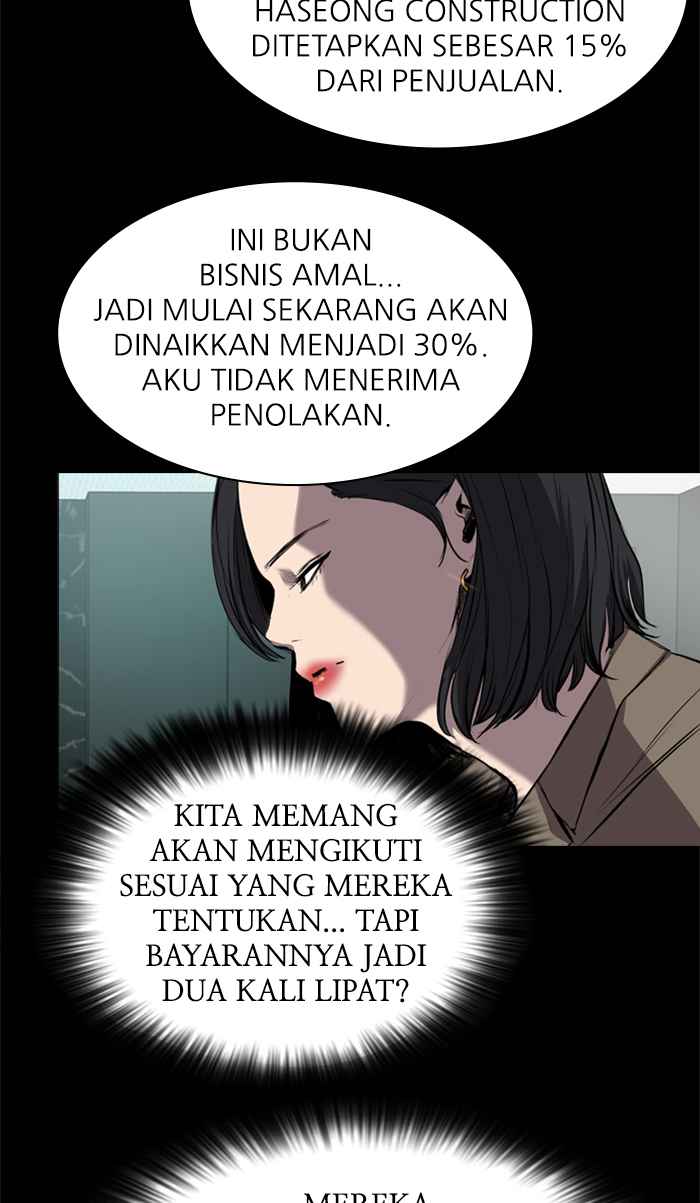 HASEONG CONSTRUCTION
DITETAPKAN SEBESAR 15%
DARI PENJUALAN.
INI BUKAN
BISNIS AMAL...
JADI MULAI SEKARANG AKAN
DINAIKKAN MENJADI 30%.
AKU TIDAK MENERIMA
PENOLAKAN.
KITA MEMANG
AKAN MENGIKUTI
SESUAI YANG MEREKA
TENTUKAN... TAPI
BAYARANNYA JADI
DUA KALI LIPAT?
MEREKA